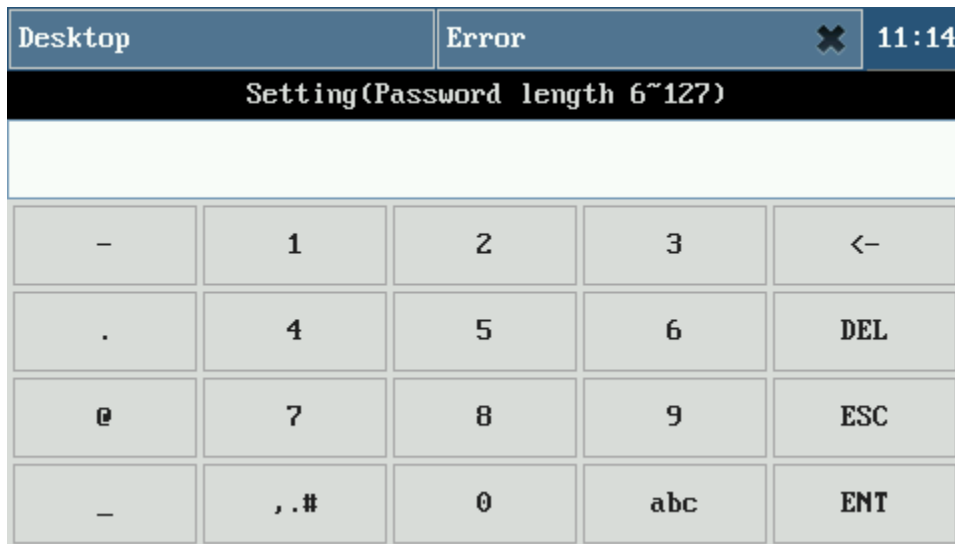 Desktop Error 11:14
Setting(Password length 6~127)
- 1 2 3 <-
. 4 5 6 DEL
@ 7 8 9 ESC
_ ,.# 0 abc ENT